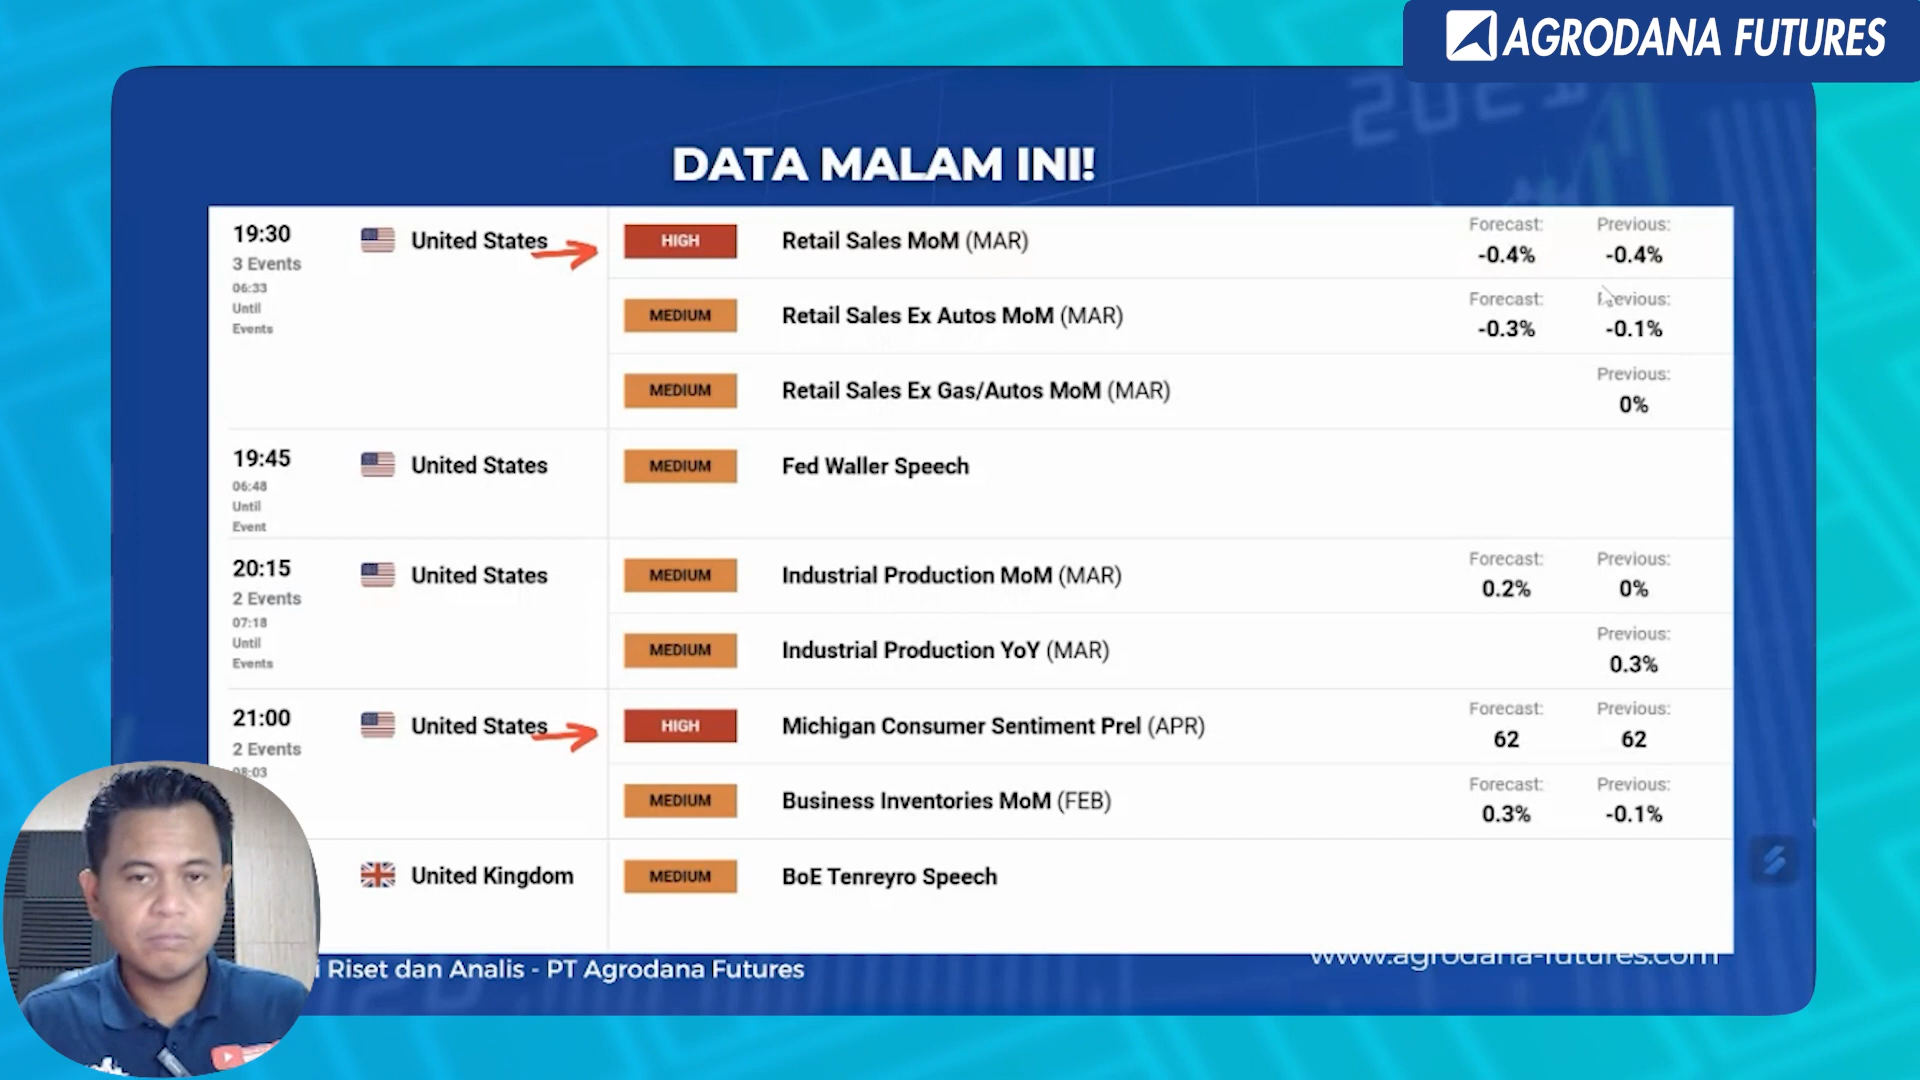 AGRODANA FUTURES
DATA MALAM INI!
19:30
3 Events
06:33
Until
Events
United States
HIGH
Retail Sales MoM (MAR)
Forecast:
-0.4%
Previous:
-0.4%
MEDIUM
Retail Sales Ex Autos MoM (MAR)
Forecast:
-0.3%
Previous:
-0.1%
MEDIUM
Retail Sales Ex Gas/Autos MoM (MAR)
Previous:
0%
19:45
06:48
Until
Event
United States
MEDIUM
Fed Waller Speech
20:15
2 Events
07:18
Until
Events
United States
MEDIUM
Industrial Production MoM (MAR)
Forecast:
0.2%
Previous:
0%
MEDIUM
Industrial Production YoY (MAR)
Previous:
0.3%
21:00
2 Events
08:03
United States
HIGH
Michigan Consumer Sentiment Prel (APR)
Forecast:
62
Previous:
62
MEDIUM
Business Inventories MoM (FEB)
Forecast:
0.3%
Previous:
-0.1%
United Kingdom
MEDIUM
BoE Tenreyro Speech
i Riset dan Analis - PT Agrodana Futures
www.agrodana-futures.com